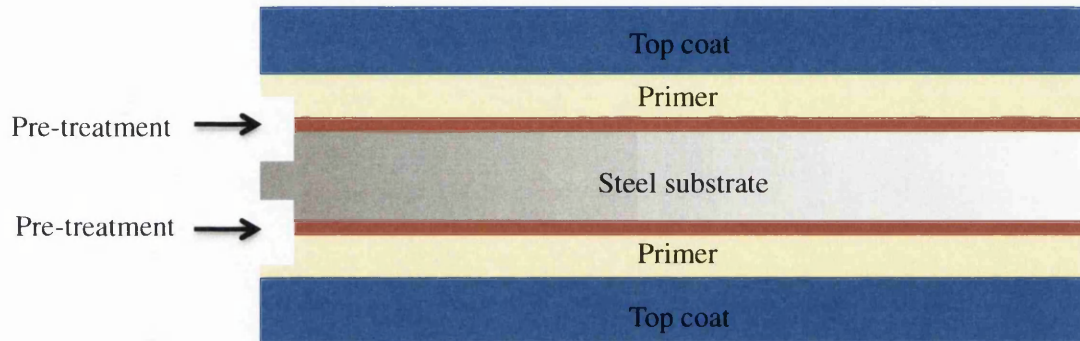 Top coat
Primer
Pre-treatment
Steel substrate
Pre-treatment
Primer
Top coat